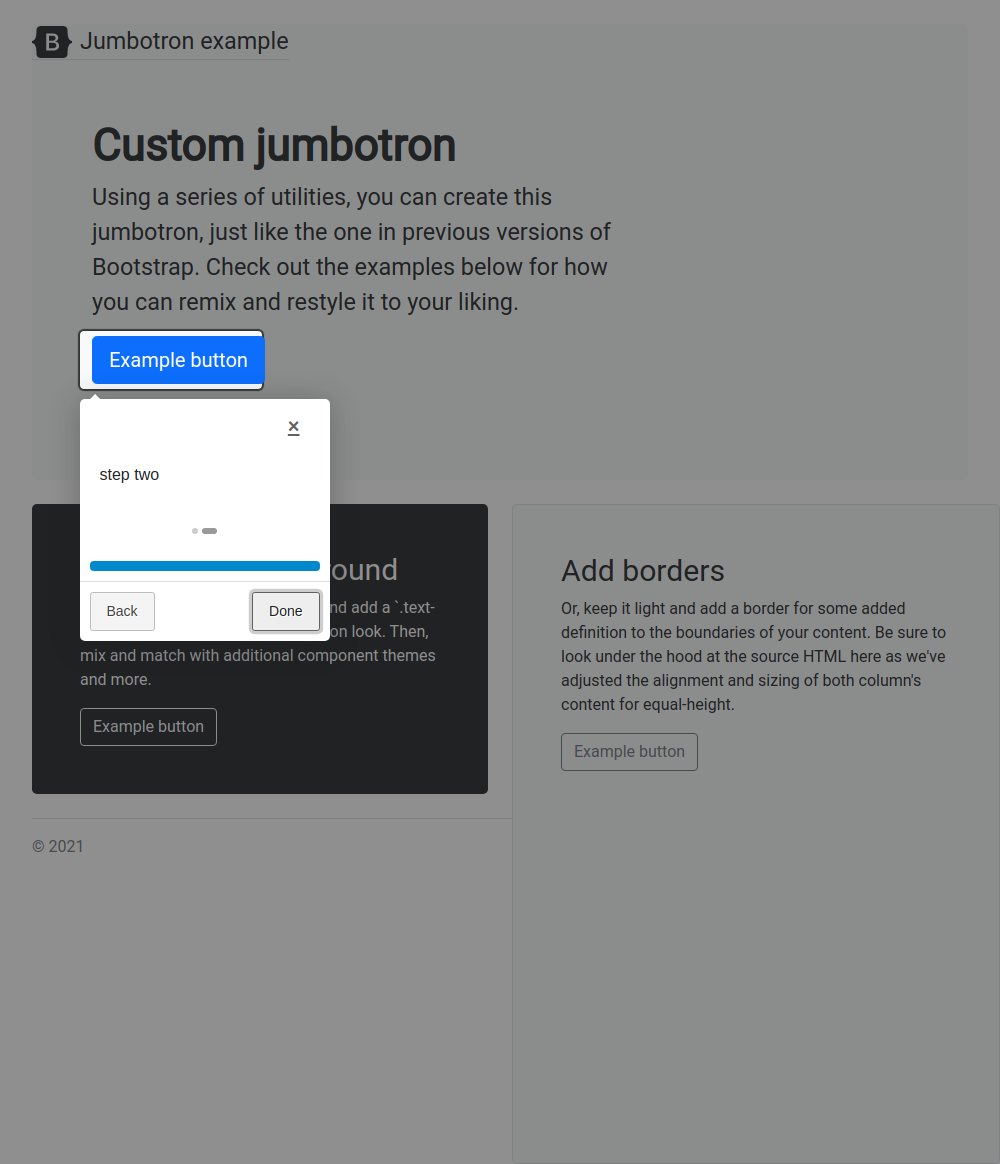 B Jumbotron example
Custom jumbotron
Using a series of utilities, you can create this
jumbotron, just like the one in previous versions of
Bootstrap. Check out the examples below for how
you can remix and restyle it to your liking.
Example button
×
step two
Back
Done
nd add a `.text-
on look. Then,
mix and match with additional component themes
and more.
Example button
Add borders
Or, keep it light and add a border for some added
definition to the boundaries of your content. Be sure to
look under the hood at the source HTML here as we've
adjusted the alignment and sizing of both column's
content for equal-height.
Example button
© 2021